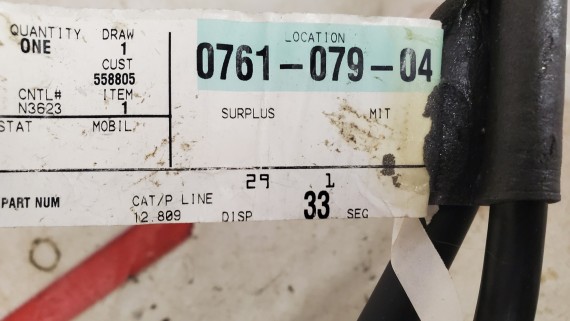 QUANTITY DRAW LOCATION
ONE 1 0761-079-04
CUST
558805
CNTL# ITEM SURPLUS MIT
N3623 1
STAT MOBIL
29 1
PART NUM CAT/P LINE 33 SEG
12.809 DISP